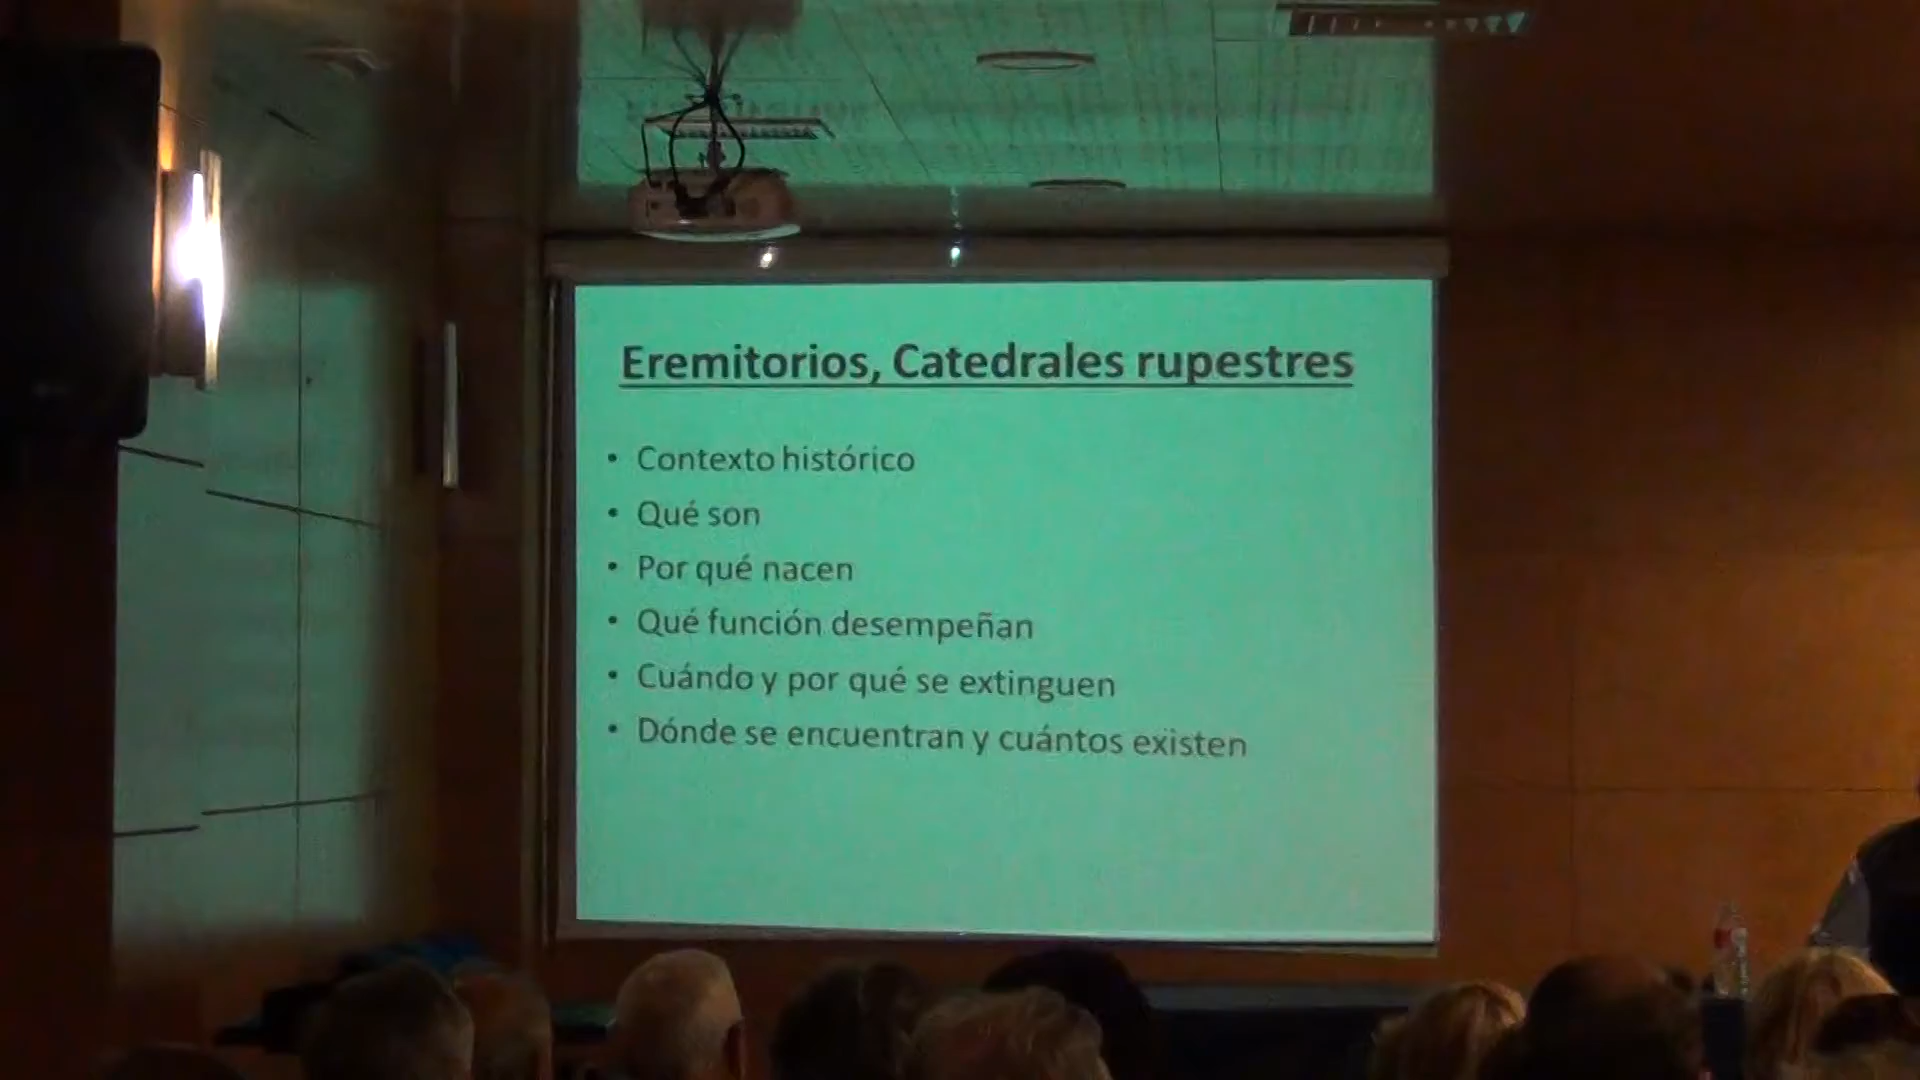 Eremitorios, Catedrales rupestres
• Contexto histórico
• Qué son
• Por qué nacen
• Qué función desempeñan
• Cuándo y por qué se extinguen
• Dónde se encuentran y cuántos existen